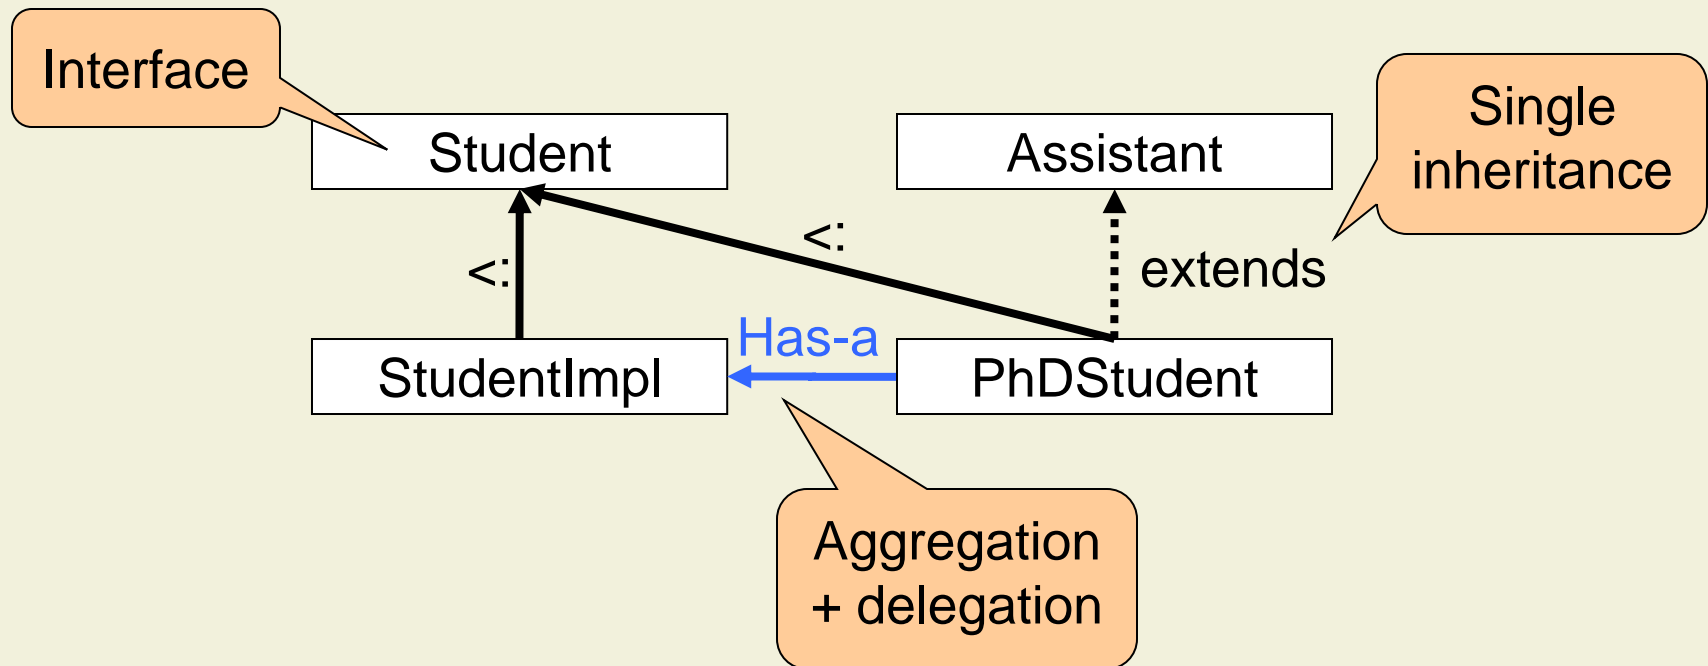 Interface
Single
inheritance
Student
Assistant
<:
<:
extends
Has-a
StudentImpl
PhDStudent
Aggregation
+ delegation